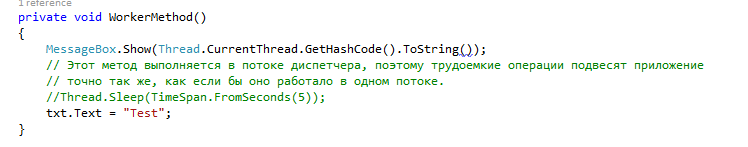 1 reference
private void WorkerMethod()
{
MessageBox.Show(Thread.CurrentThread.GetHashCode().ToString());
// Этот метод выполняется в потоке диспетчера, поэтому трудоемкие операции подвесят приложение
// точно так же, как если бы оно работало в одном потоке.
//Thread.Sleep(TimeSpan.FromSeconds(5));
txt.Text = "Test";
}